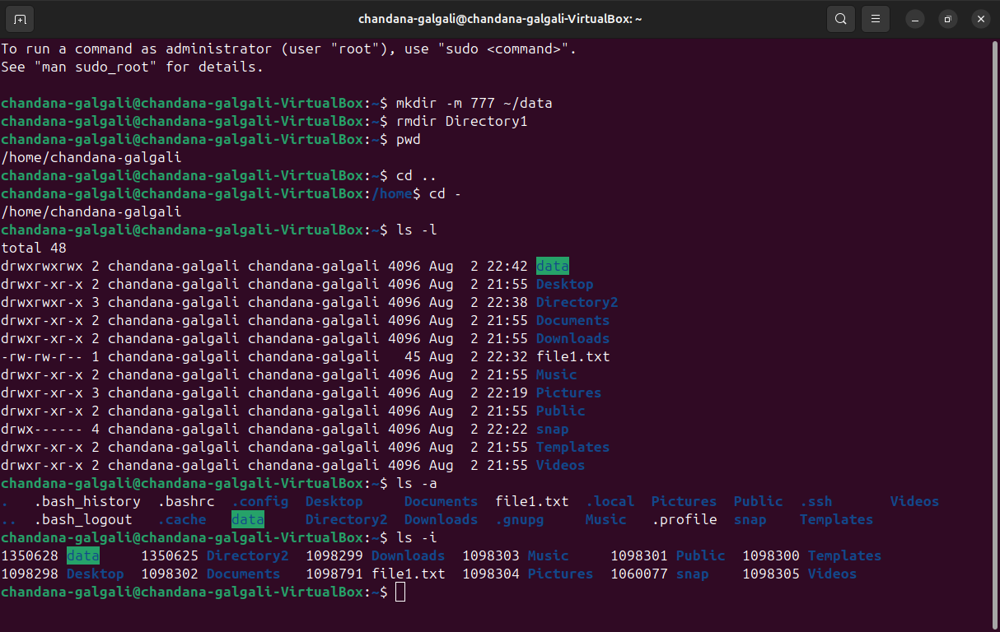 chandana-galgali@chandana-galgali-VirtualBox: ~
To run a command as administrator (user "root"), use "sudo <command>".
See "man sudo_root" for details.
chandana-galgali@chandana-galgali-VirtualBox:~$ mkdir -m 777 ~/data
chandana-galgali@chandana-galgali-VirtualBox:~$ rmdir Directory1
chandana-galgali@chandana-galgali-VirtualBox:~$ pwd
/home/chandana-galgali
chandana-galgali@chandana-galgali-VirtualBox:~$ cd ..
chandana-galgali@chandana-galgali-VirtualBox:/home$ cd -
/home/chandana-galgali
chandana-galgali@chandana-galgali-VirtualBox:~$ ls -l
total 48
drwxrwxrwx 2 chandana-galgali chandana-galgali 4096 Aug  2 22:42 data
drwxr-xr-x 2 chandana-galgali chandana-galgali 4096 Aug  2 21:55 Desktop
drwxrwxr-x 3 chandana-galgali chandana-galgali 4096 Aug  2 22:38 Directory2
drwxr-xr-x 2 chandana-galgali chandana-galgali 4096 Aug  2 21:55 Documents
drwxr-xr-x 2 chandana-galgali chandana-galgali 4096 Aug  2 21:55 Downloads
-rw-rw-r-- 1 chandana-galgali chandana-galgali   45 Aug  2 22:32 file1.txt
drwxr-xr-x 2 chandana-galgali chandana-galgali 4096 Aug  2 21:55 Music
drwxr-xr-x 3 chandana-galgali chandana-galgali 4096 Aug  2 22:19 Pictures
drwxr-xr-x 2 chandana-galgali chandana-galgali 4096 Aug  2 21:55 Public
drwx------ 4 chandana-galgali chandana-galgali 4096 Aug  2 22:22 snap
drwxr-xr-x 2 chandana-galgali chandana-galgali 4096 Aug  2 21:55 Templates
drwxr-xr-x 2 chandana-galgali chandana-galgali 4096 Aug  2 21:55 Videos
chandana-galgali@chandana-galgali-VirtualBox:~$ ls -a
.   .bash_history  .bashrc  .config  Desktop     Documents  file1.txt  .local  Pictures  Public  .ssh       Videos
..  .bash_logout   .cache   data     Directory2  Downloads  .gnupg     Music   .profile  snap    Templates
chandana-galgali@chandana-galgali-VirtualBox:~$ ls -i
1350628 data     1350625 Directory2  1098299 Downloads  1098303 Music     1098301 Public  1098300 Templates
1098298 Desktop  1098302 Documents   1098791 file1.txt  1098304 Pictures  1060077 snap    1098305 Videos
chandana-galgali@chandana-galgali-VirtualBox:~$